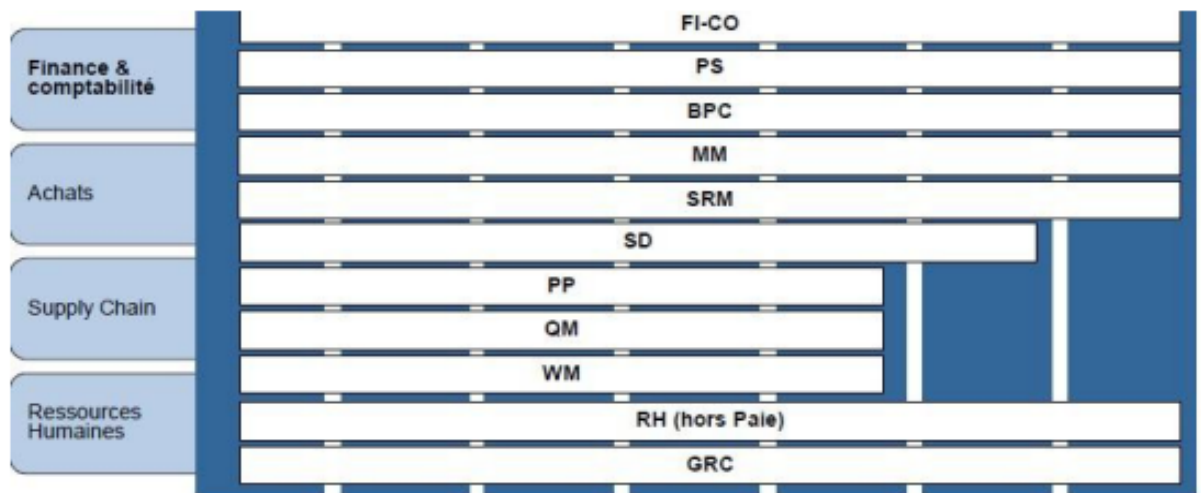 FI-CO
Finance &
comptabilité
PS
BPC
MM
Achats
SRM
SD
PP
Supply Chain
QM
WM
Ressources
Humaines
RH (hors Paie)
GRC